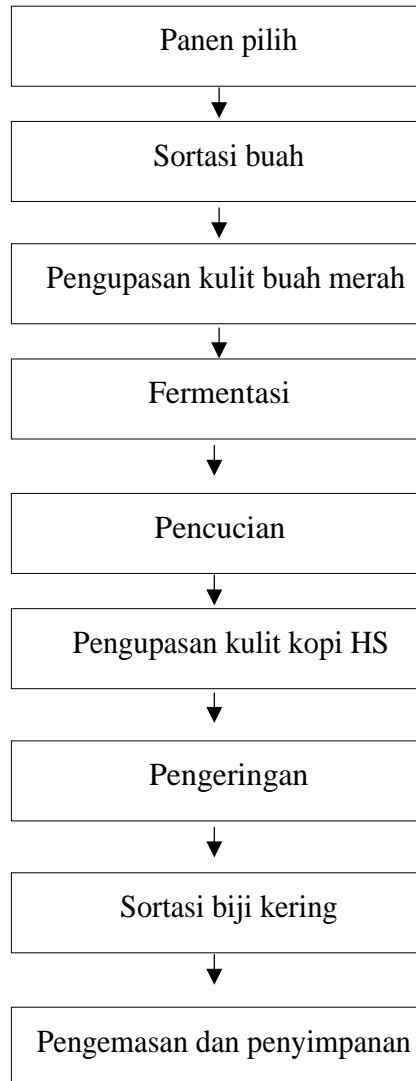 Panen pilih
Sortasi buah
Pengupasan kulit buah merah
Fermentasi
Pencucian
Pengupasan kulit kopi HS
Pengeringan
Sortasi biji kering
Pengemasan dan penyimpanan